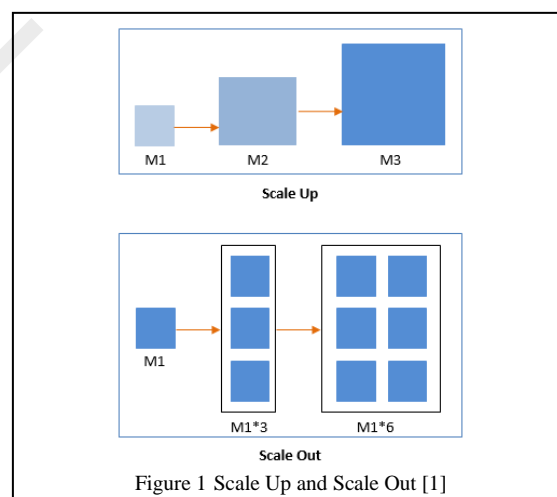 M1 M2 M3
Scale Up
M1
M1*3 M1*6
Scale Out
Figure 1 Scale Up and Scale Out [1]